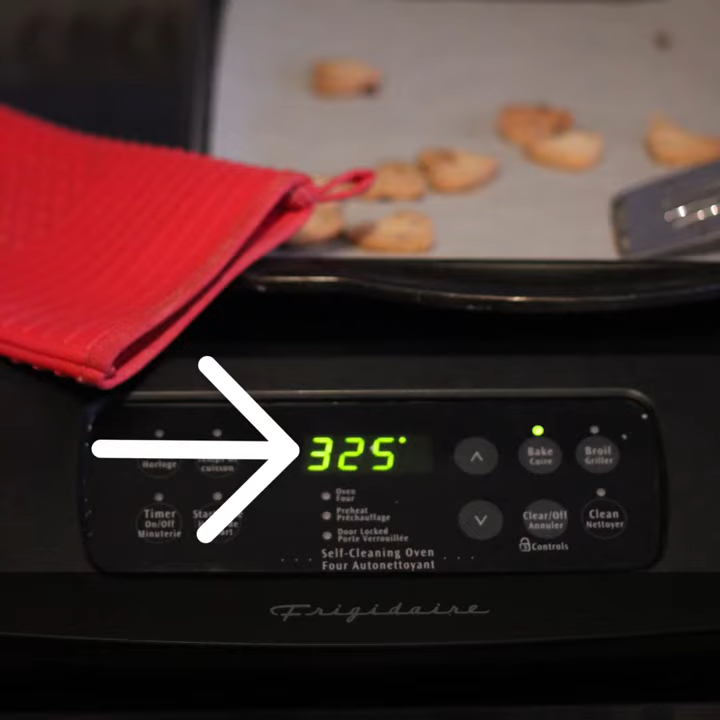 325°
Horloge
cuisson
Bake
Cuire
Broil
Griller
Oven
Four
Preheat
Préchauffage
Door Locked
Porte Verrouillée
Timer
On/Off
Minuterie
Clear/Off
Annuler
Clean
Nettoyer
Controls
Self-Cleaning Oven
Four Autonettoyant
Frigidaire